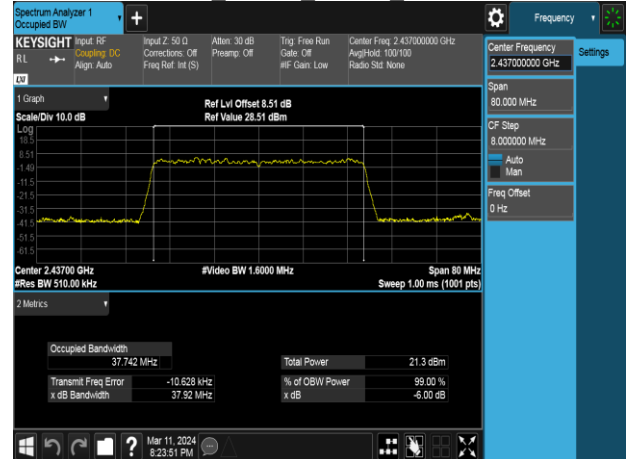 Spectrum Analyzer 1
Occupied BW
+
Frequency
KEYSIGHT
RL
LXI
Input: RF
Coupling: DC
Align: Auto
Input Z: 50 Ω
Corrections: Off
Freq Ref: Int (S)
Atten: 30 dB
Preamp: Off
Trig: Free Run
Gate: Off
#IF Gain: Low
Center Freq: 2.437000000 GHz
Avg|Hold: 100/100
Radio Std: None
Center Frequency
2.437000000 GHz
Settings
Span
80.000 MHz
CF Step
8.000000 MHz
Auto
Man
Freq Offset
0 Hz
1 Graph
Scale/Div 10.0 dB
Ref Lvl Offset 8.51 dB
Ref Value 28.51 dBm
Log
18.5
8.51
-1.49
-11.5
-21.5
-31.5
-41.5
-51.5
-61.5
Center 2.43700 GHz
#Video BW 1.6000 MHz
Span 80 MHz
#Res BW 510.00 kHz
Sweep 1.00 ms (1001 pts)
2 Metrics
Occupied Bandwidth
37.742 MHz
Total Power 21.3 dBm
Transmit Freq Error -10.628 kHz
% of OBW Power 99.00 %
x dB Bandwidth 37.92 MHz
x dB -6.00 dB
?
Mar 11, 2024
8:23:51 PM